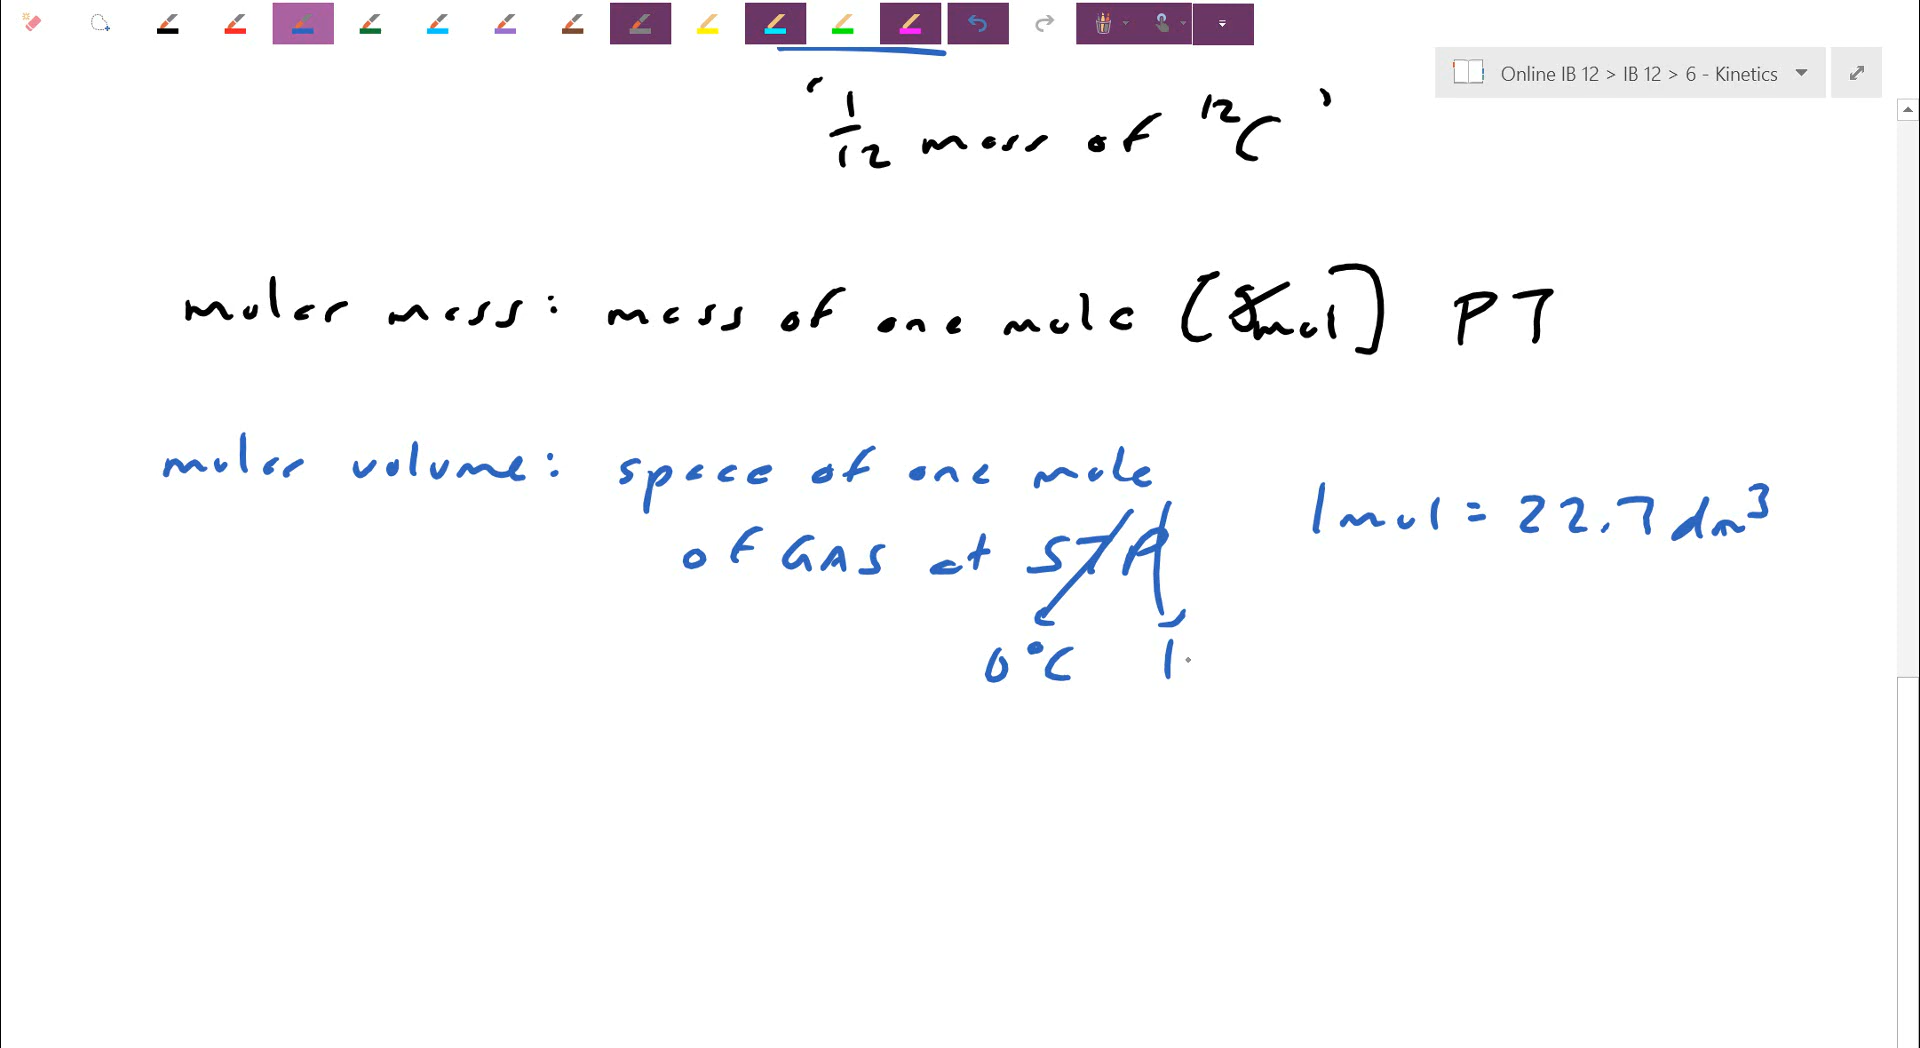 Online IB 12 > IB 12 > 6 - Kinetics
" 1/12 mass of ¹²C "
molar mass: mass of one mole [g/mol] PT
molar volume: space of one mole
of GAS at STP
1 mol = 22.7 dm³
0°C 1